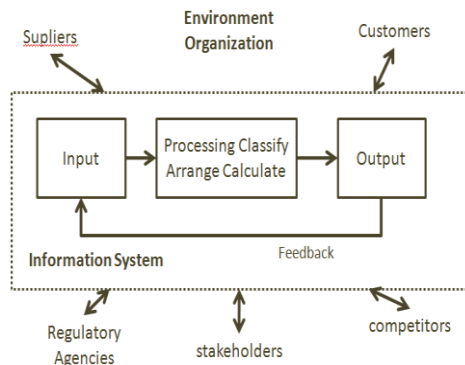 Environment
Organization
Supliers
Customers
Input
Processing Classify
Arrange Calculate
Output
Feedback
Information System
Regulatory
Agencies
stakeholders
competitors